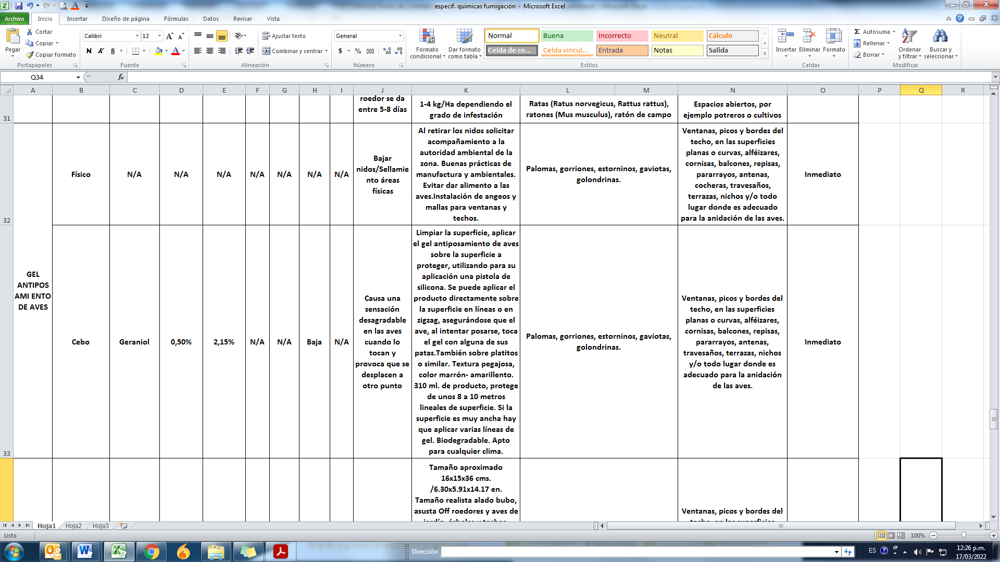 especif. quimicas fumigación - Microsoft Excel
Archivo
Inicio
Insertar
Diseño de página
Fórmulas
Datos
Revisar
Vista
Pegar
Cortar
Copiar
Copiar formato
Portapapeles
Calibri
12
N K S
Fuente
Ajustar texto
Combinar y centrar
Alineación
General
$ % 000
Número
Formato
condicional
Dar formato
como tabla
Normal
Buena
Incorrecto
Neutral
Cálculo
Celda de co...
Celda vincul...
Entrada
Notas
Salida
Estilos
Insertar
Eliminar
Formato
Celdas
Autosuma
Rellenar
Borrar
Ordenar
y filtrar
Buscar y
seleccionar
Modificar
Q34
fx
A B C D E F G H I J K L M N O P Q R
31
roedor se da
entre 5-8 días
1-4 kg/Ha dependiendo el
grado de infestación
Ratas (Ratus norvegicus, Rattus rattus),
ratones (Mus musculus), ratón de campo
Espacios abiertos, por
ejemplo potreros o cultivos
32
GEL
ANTIPOS
AMI ENTO
DE AVES
Físico
N/A
N/A
N/A
N/A
N/A
N/A
N/A
Bajar
nidos/Sellamie
nto áreas
físicas
Al retirar los nidos solicitar
acompañamiento a la
autoridad ambiental de la
zona. Buenas prácticas de
manufactura y ambientales.
Evitar dar alimento a las
aves.Instalación de angeos y
mallas para ventanas y
techos.
Palomas, gorriones, estorninos, gaviotas,
golondrinas.
Ventanas, picos y bordes del
techo, en las superficies
planas o curvas, alféizares,
cornisas, balcones, repisas,
pararrayos, antenas,
cocheras, travesaños,
terrazas, nichos y/o todo
lugar donde es adecuado
para la anidación de las aves.
Inmediato
33
Cebo
Geraniol
0,50%
2,15%
N/A
N/A
Baja
N/A
Causa una
sensación
desagradable
en las aves
cuando lo
tocan y
provoca que se
desplacen a
otro punto
Limpiar la superficie, aplicar
el gel antiposamiento de aves
sobre la superficie a
proteger, utilizando para su
aplicación una pistola de
silicona. Se puede aplicar el
producto directamente sobre
la superficie en líneas o en
zigzag, asegurándose que el
ave, al intentar posarse, toca
el gel con alguna de sus
patas.También sobre platitos
o similar. Textura pegajosa,
color marrón- amarillento.
310 ml. de producto, protege
de unos 8 a 10 metros
lineales de superficie. Si la
superficie es muy ancha hay
que aplicar varias líneas de
gel. Biodegradable. Apto
para cualquier clima.
Palomas, gorriones, estorninos, gaviotas,
golondrinas.
Ventanas, picos y bordes del
techo, en las superficies
planas o curvas, alféizares,
cornisas, balcones, repisas,
pararrayos, antenas,
travesaños, terrazas, nichos
y/o todo lugar donde es
adecuado para la anidación
de las aves.
Inmediato
Tamaño aproximado
16x15x36 cms.
/6.30x5.91x14.17 en.
Tamaño realista alado bubo,
asusta Off roedores y aves de
jardín, árboles y techos
Ventanas, picos y bordes del
techo, en las superficies
Hoja1
Hoja2
Hoja3
Listo
100%
Dirección
ES
12:26 p.m.
17/03/2022